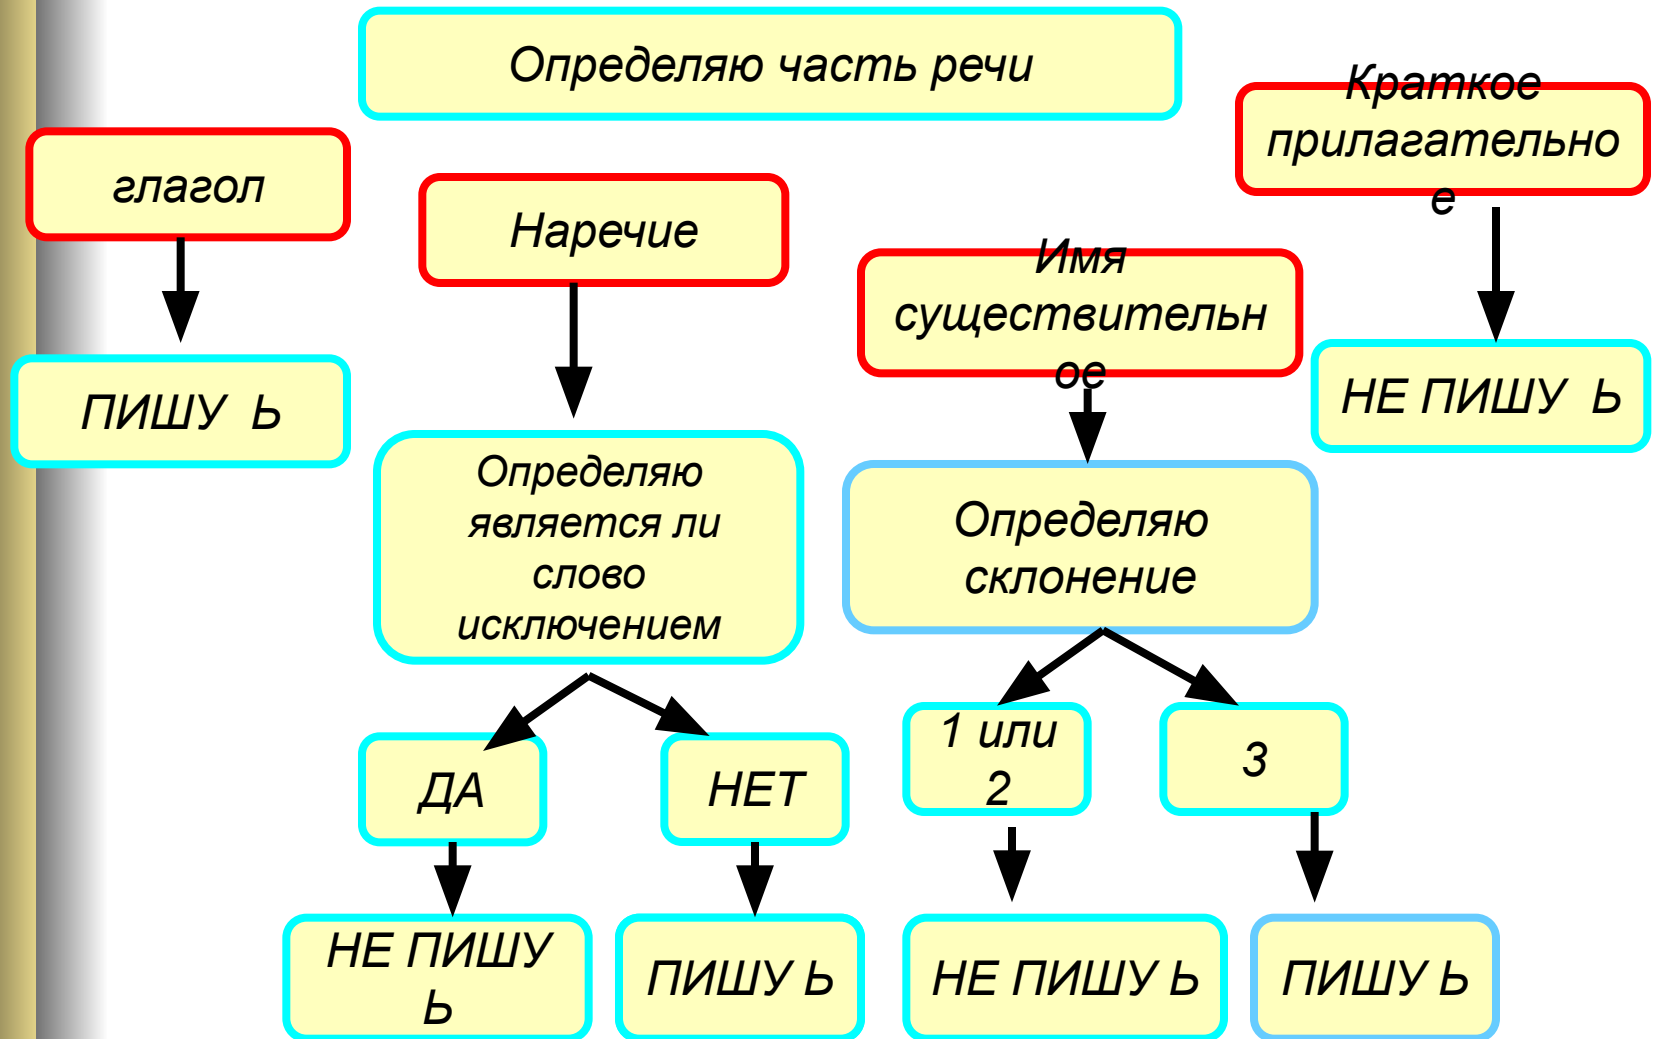 Определяю часть речи
Краткое
прилагательно
е
глагол
Наречие
Имя
существительн
ое
ПИШУ Ь
НЕ ПИШУ Ь
Определяю
является ли
слово
исключением
Определяю
склонение
ДА
НЕТ
1 или
2
3
НЕ ПИШУ
Ь
ПИШУ Ь
НЕ ПИШУ Ь
ПИШУ Ь